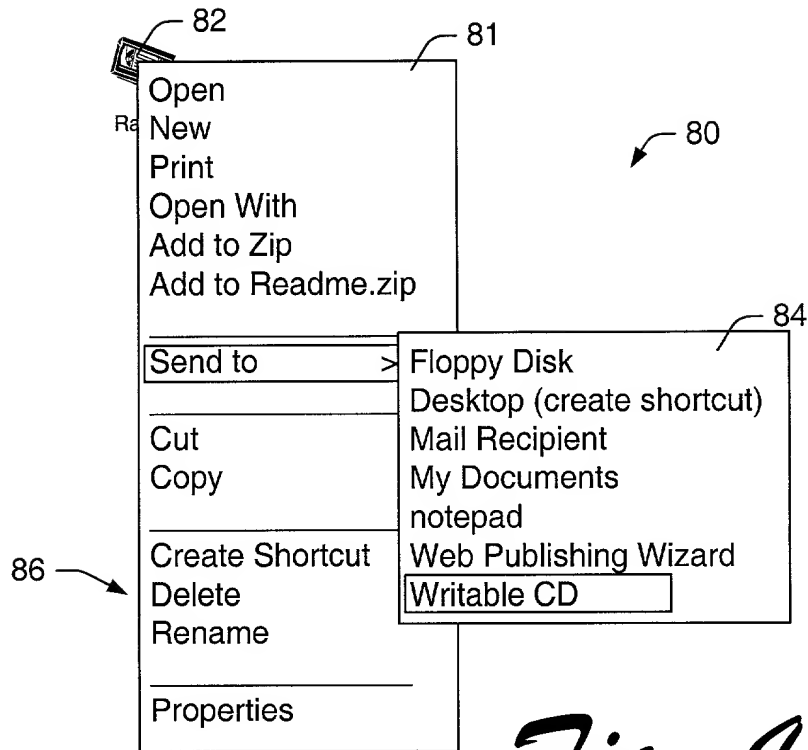 82
81
Open
Ra
New
80
Print
Open With
Add to Zip
Add to Readme.zip
84
Send to >
Floppy Disk
Desktop (create shortcut)
Cut
Mail Recipient
Copy
My Documents
notepad
Create Shortcut
Web Publishing Wizard
86
Delete
Writable CD
Rename
Properties